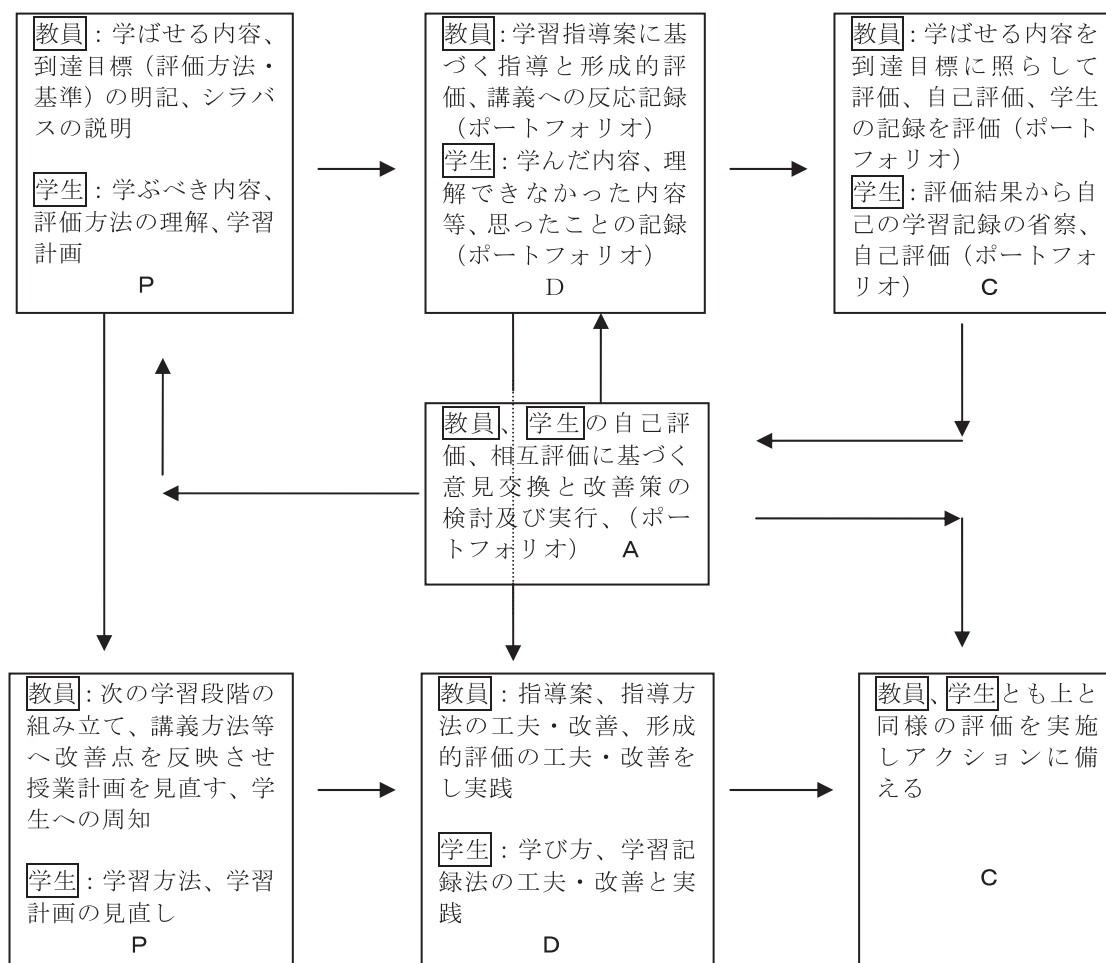 教員：学ばせる内容、
到達目標（評価方法・
基準）の明記、シラバ
スの説明
学生：学ぶべき内容、
評価方法の理解、学習
計画
P
教員：学習指導案に基
づく指導と形成的評
価、講義への反応記録
（ポートフォリオ）
学生：学んだ内容、理
解できなかった内容
等、思ったことの記録
（ポートフォリオ）
D
教員：学ばせる内容を
到達目標に照らして
評価、自己評価、学生
の記録を評価（ポート
フォリオ）
学生：評価結果から自
己の学習記録の省察、
自己評価（ポートフォ
リオ）
C
教員、学生の自己評
価、相互評価に基づく
意見交換と改善策の
検討及び実行、（ポー
トフォリオ） A
教員：次の学習段階の
組み立て、講義方法等
へ改善点を反映させ
授業計画を見直す、学
生への周知
学生：学習方法、学習
計画の見直し
P
教員：指導案、指導方
法の工夫・改善、形成
的評価の工夫・改善を
し実践
学生：学び方、学習記
録法の工夫・改善と実
践
D
教員、学生とも上と
同様の評価を実施
しアクションに備
える
C